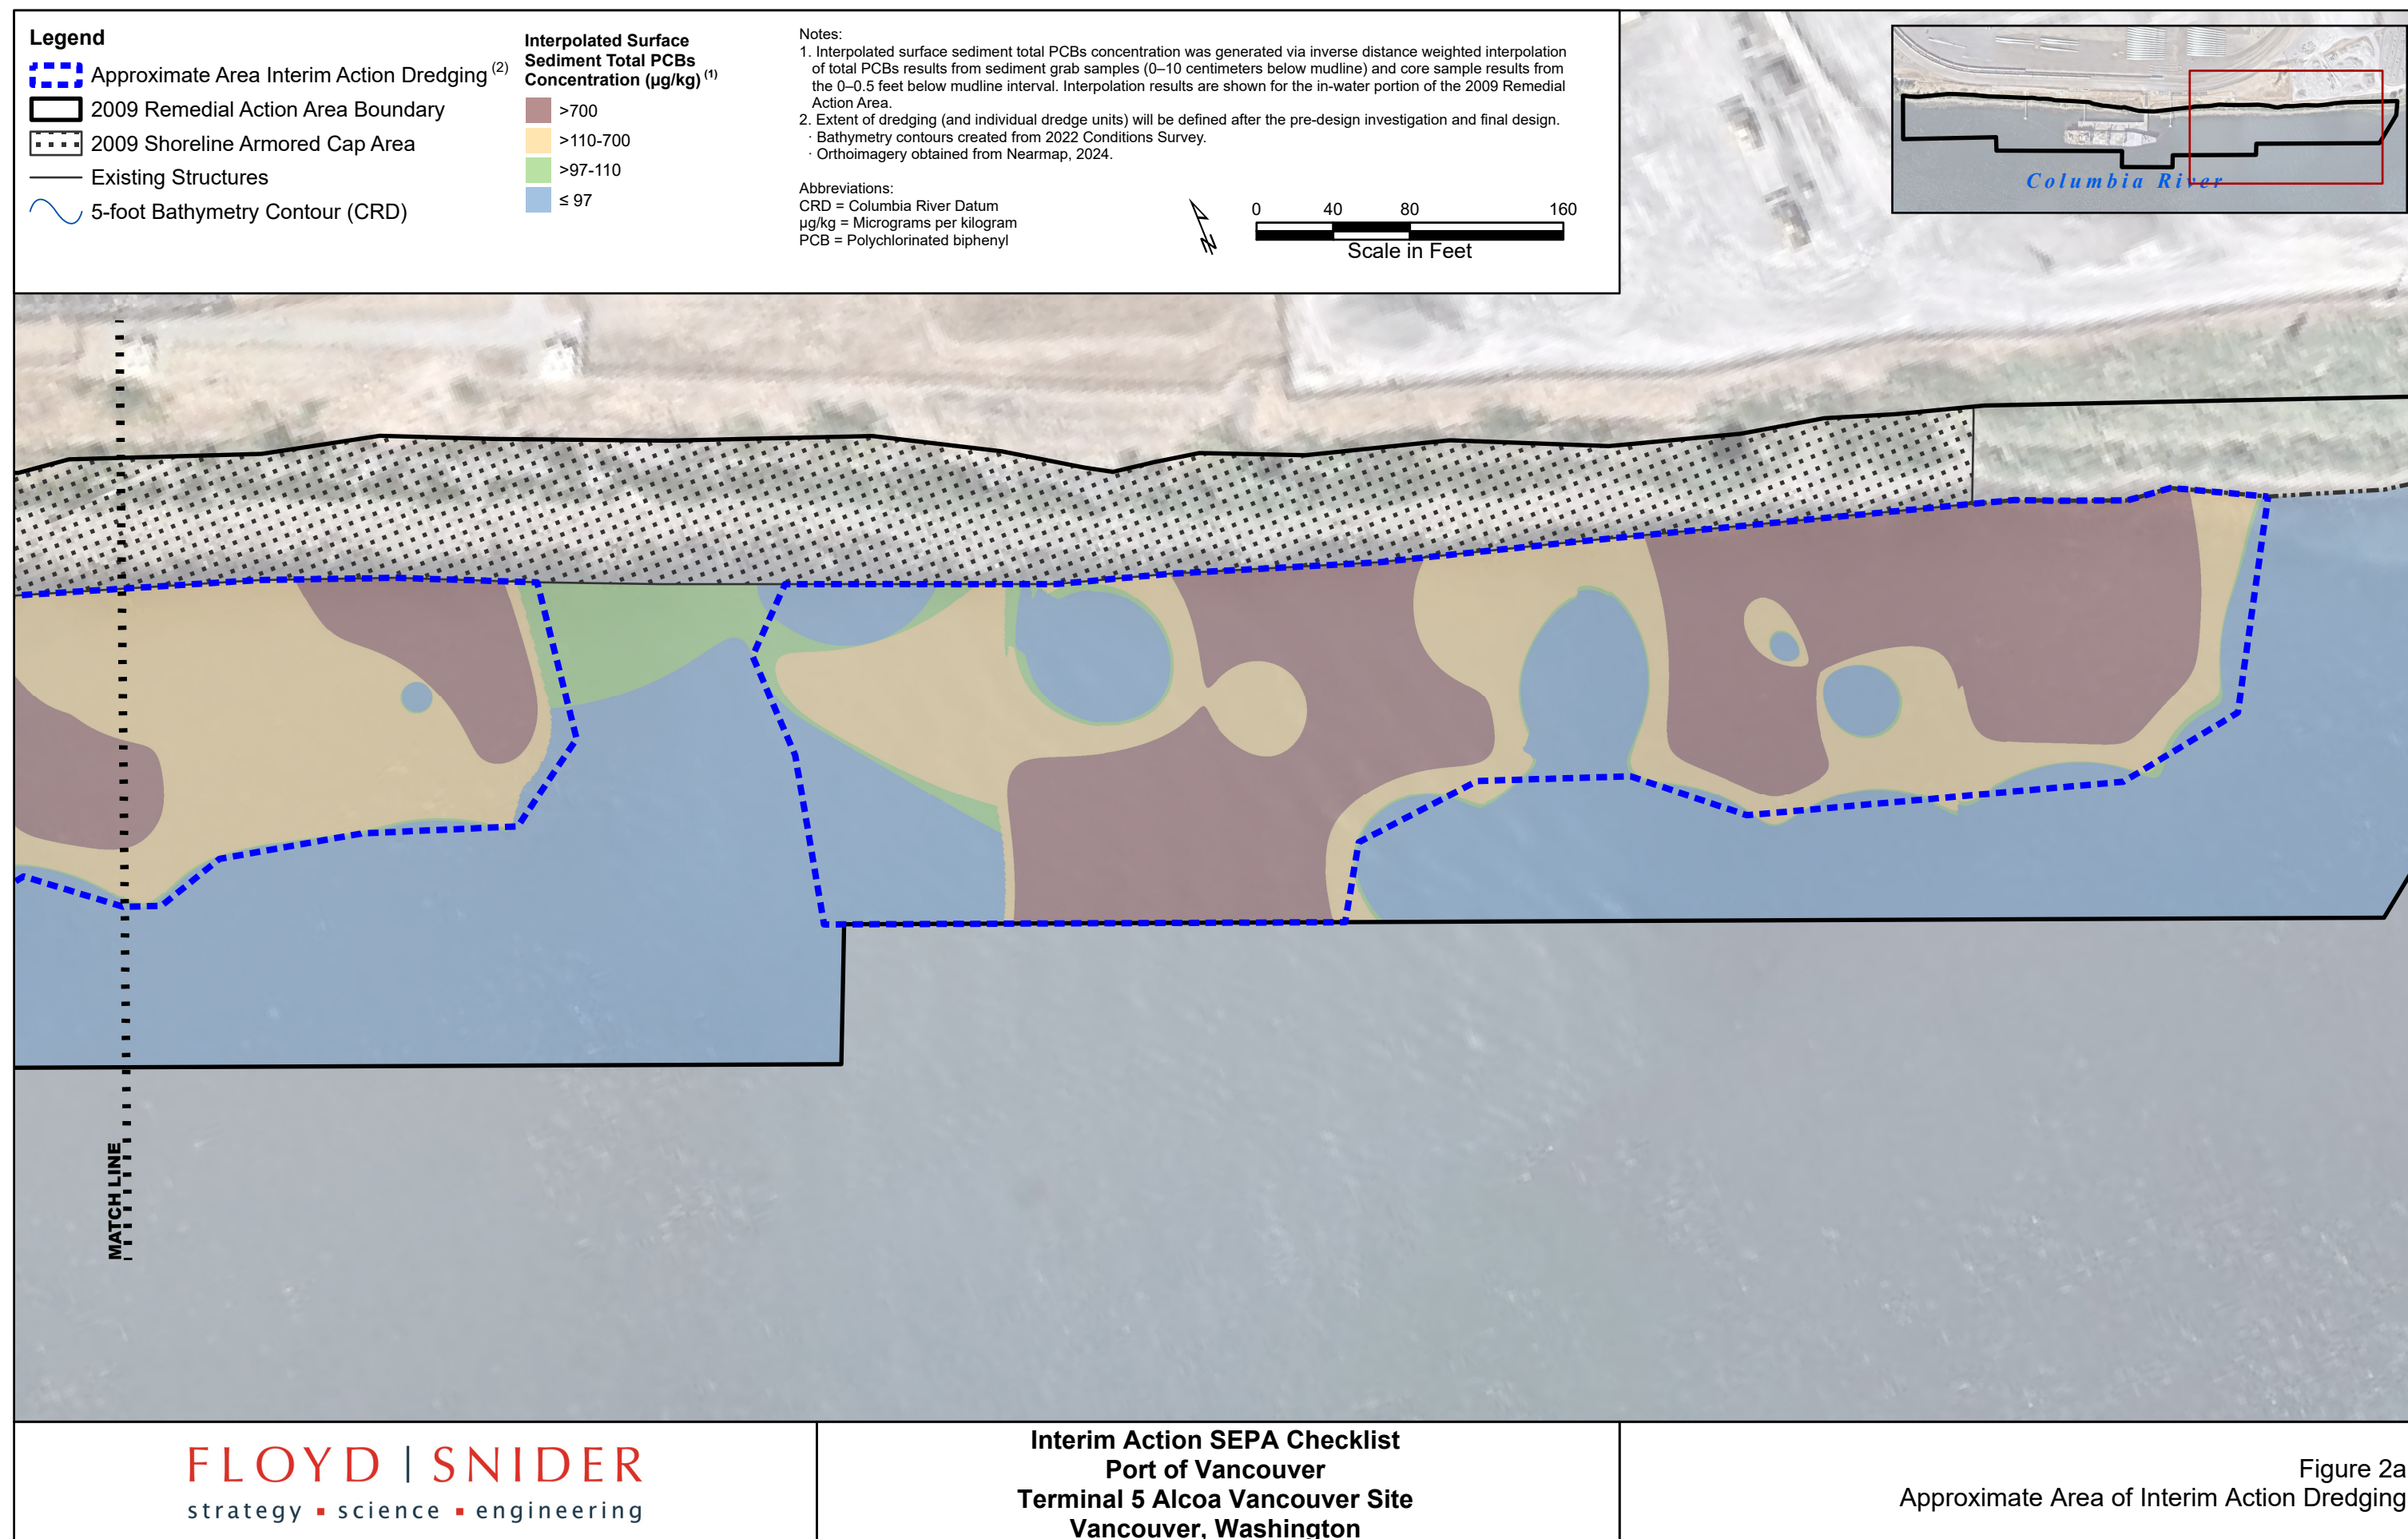 Legend
Approximate Area Interim Action Dredging (2)
2009 Remedial Action Area Boundary
2009 Shoreline Armored Cap Area
Existing Structures
5-foot Bathymetry Contour (CRD)
Interpolated Surface
Sediment Total PCBs
Concentration (µg/kg) (1)
>700
>110-700
>97-110
≤ 97
Notes:
1. Interpolated surface sediment total PCBs concentration was generated via inverse distance weighted interpolation
of total PCBs results from sediment grab samples (0–10 centimeters below mudline) and core sample results from
the 0–0.5 feet below mudline interval. Interpolation results are shown for the in-water portion of the 2009 Remedial
Action Area.
2. Extent of dredging (and individual dredge units) will be defined after the pre-design investigation and final design.
· Bathymetry contours created from 2022 Conditions Survey.
· Orthoimagery obtained from Nearmap, 2024.
Abbreviations:
CRD = Columbia River Datum
µg/kg = Micrograms per kilogram
PCB = Polychlorinated biphenyl
N
0 40 80 160
Scale in Feet
Columbia River
MATCH LINE
FLOYD | SNIDER
strategy ▪ science ▪ engineering
Interim Action SEPA Checklist
Port of Vancouver
Terminal 5 Alcoa Vancouver Site
Vancouver, Washington
Figure 2a
Approximate Area of Interim Action Dredging